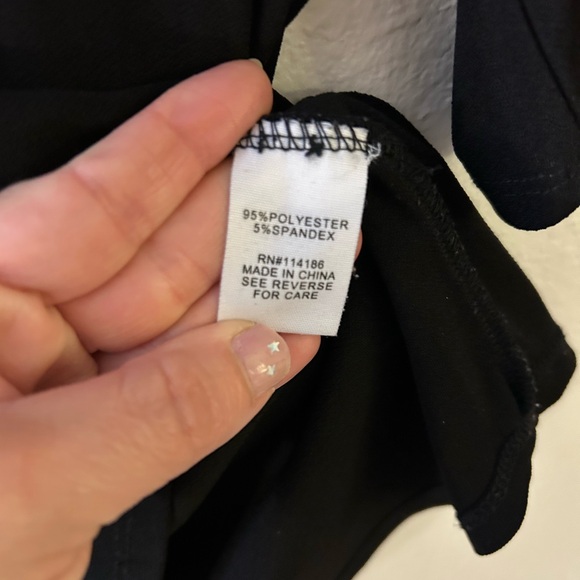 95%POLYESTER
5%SPANDEX
RN#114186
MADE IN CHINA
SEE REVERSE
FOR CARE